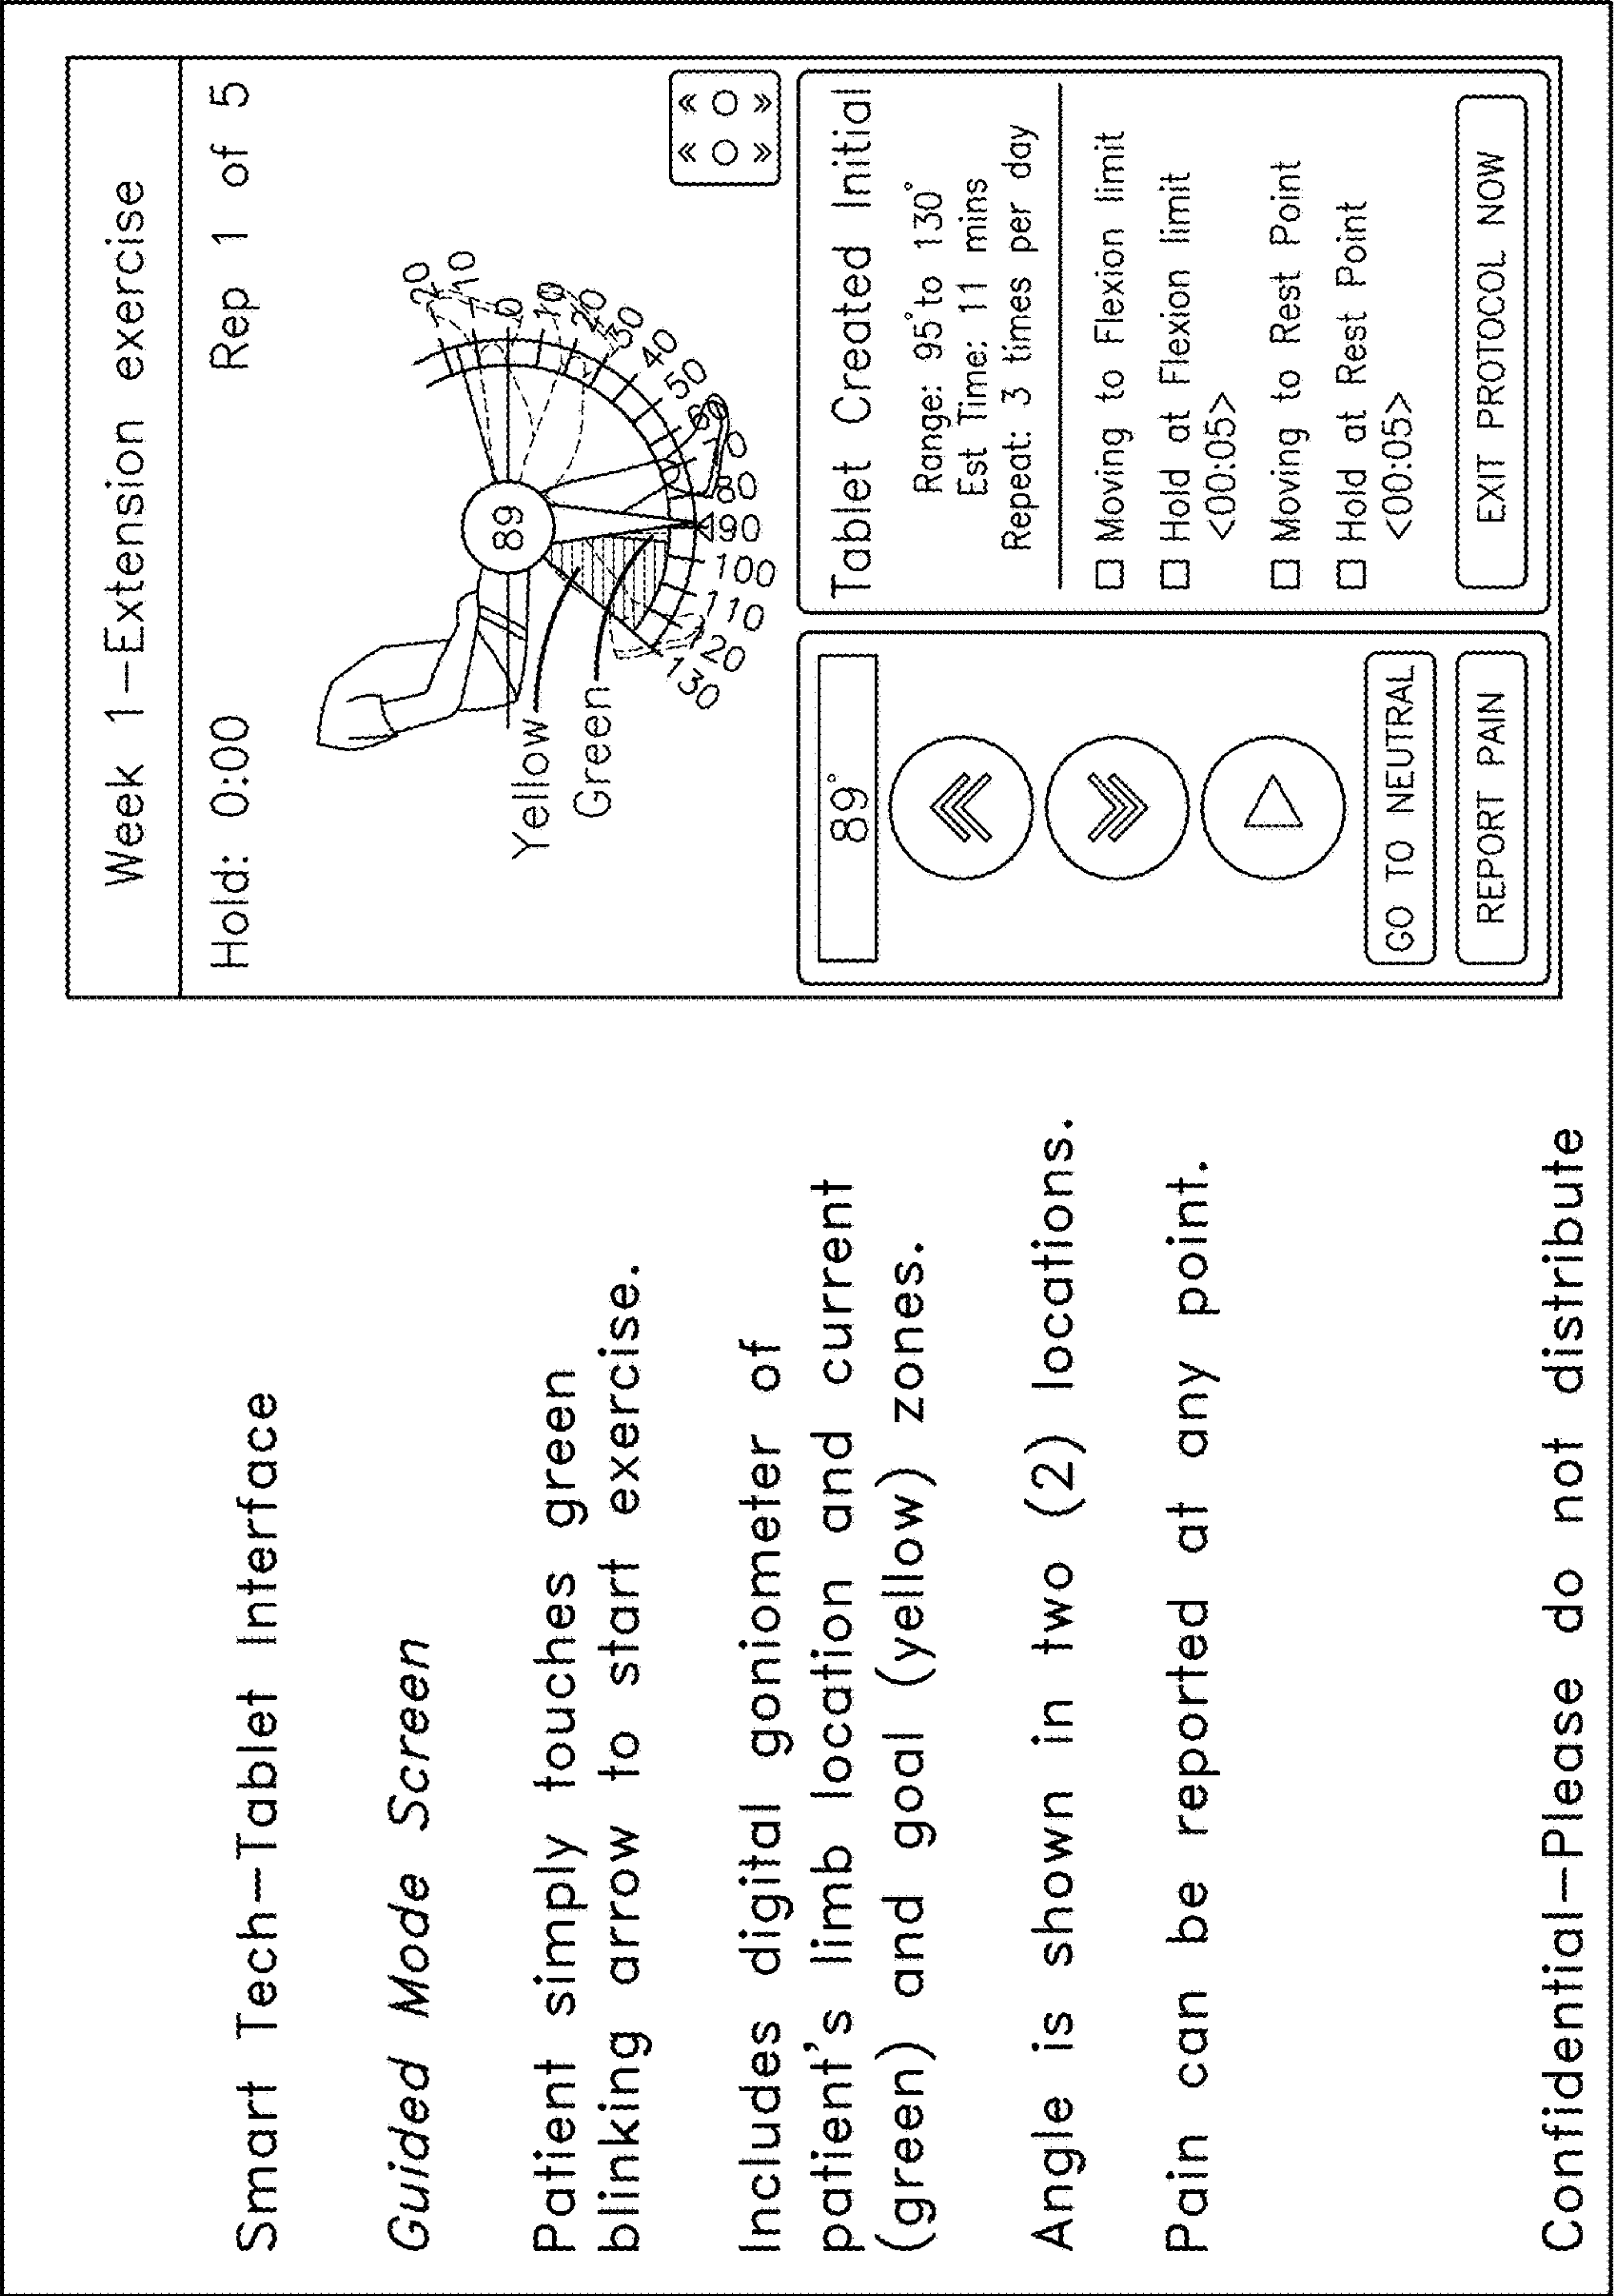 Smart Tech-Tablet Interface
Guided Mode Screen
Patient simply touches green
blinking arrow to start exercise.
Includes digital goniometer of
patient's limb location and current
(green) and goal (yellow) zones.
Angle is shown in two (2) locations.
Pain can be reported at any point.
Confidential-Please do not distribute
Week 1-Extension exercise
Hold: 0:00 Rep 1 of 5
89
20
10
0
10
20
30
40
50
60
70
80
90
100
110
120
130
Yellow
Green
89°
GO TO NEUTRAL
REPORT PAIN
Tablet Created Initial
Range: 95° to 130°
Est Time: 11 mins
Repeat: 3 times per day
Moving to Flexion limit
Hold at Flexion limit
<00:05>
Moving to Rest Point
Hold at Rest Point
<00:05>
EXIT PROTOCOL NOW